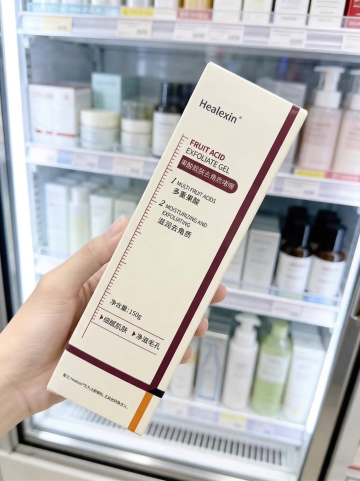 Healexin®
FRUIT ACID
EXFOLIATE GEL
果酸肌肤去角质啫喱
1 MULTI FRUIT ACIDS
多重果酸
2 MOISTURIZING AND
EXFOLIATING
滋润去角质
净含量:150g
▶细腻肌肤 ▶净澈毛孔